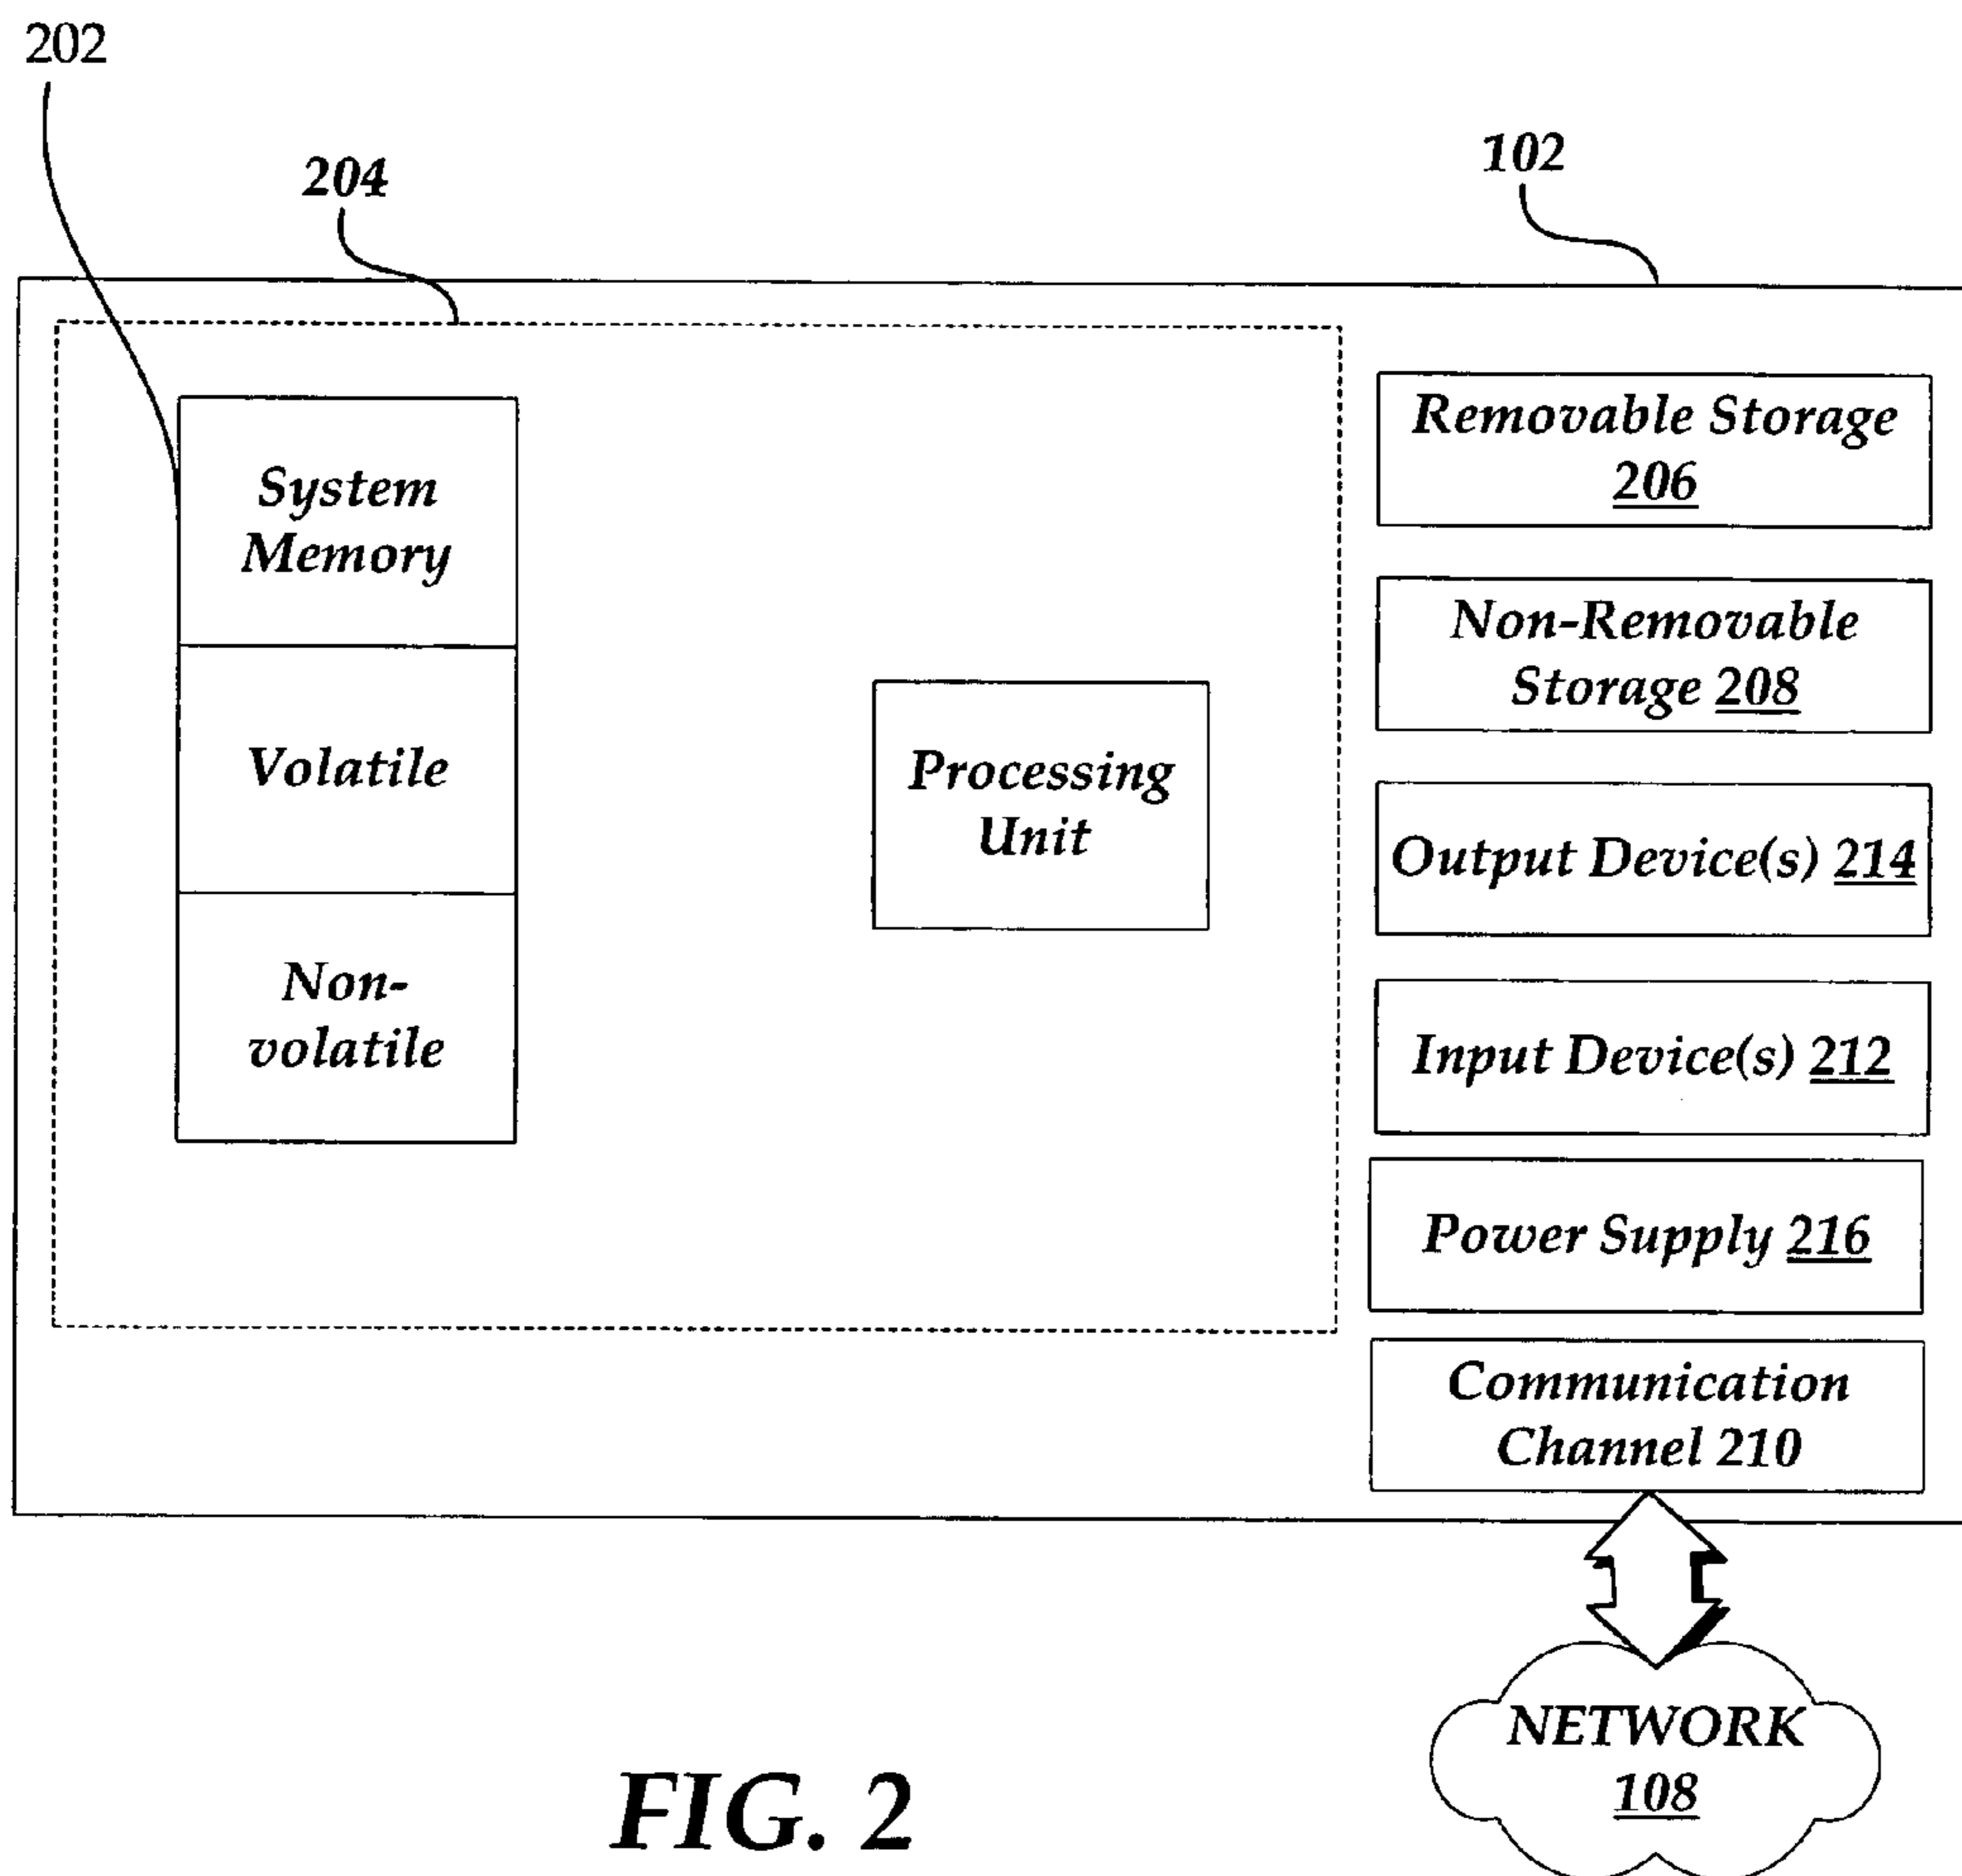 202
204
102
System
Memory
Volatile
Non-
volatile
Processing
Unit
Removable Storage
206
Non-Removable
Storage 208
Output Device(s) 214
Input Device(s) 212
Power Supply 216
Communication
Channel 210
NETWORK
108
FIG. 2